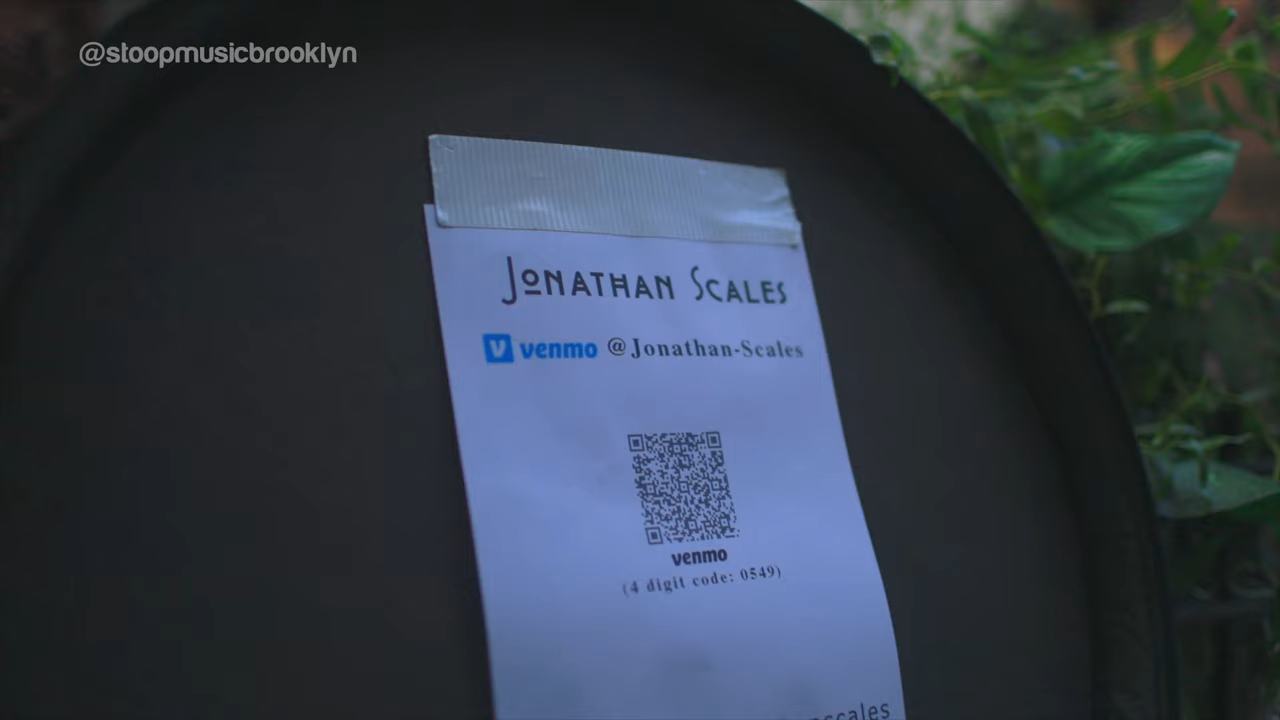 @stoopmusicbrooklyn
Jonathan Scales
venmo @Jonathan-Scales
venmo
(4 digit code: 0549)